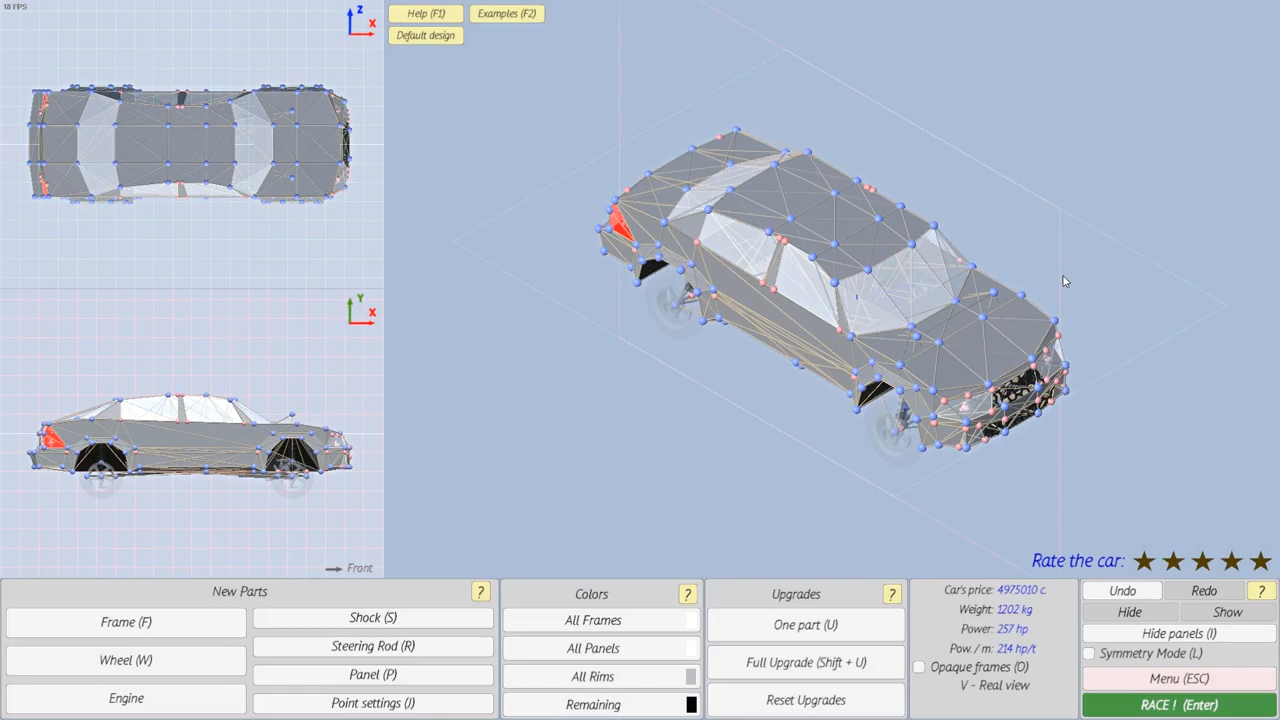 18 FPS
Z
X
Y
X
Front
Help (F1)
Examples (F2)
Default design
Rate the car:
New Parts
?
Frame (F)
Wheel (W)
Engine
Shock (S)
Steering Rod (R)
Panel (P)
Point settings (J)
Colors
?
All Frames
All Panels
All Rims
Remaining
Upgrades
?
One part (U)
Full Upgrade (Shift + U)
Reset Upgrades
Car's price: 4975010 c.
Weight: 1202 kg
Power: 257 hp
Pow. / m: 214 hp/t
Opaque frames (O)
V - Real view
Undo
Redo
?
Hide
Show
Hide panels (I)
Symmetry Mode (L)
Menu (ESC)
RACE ! (Enter)